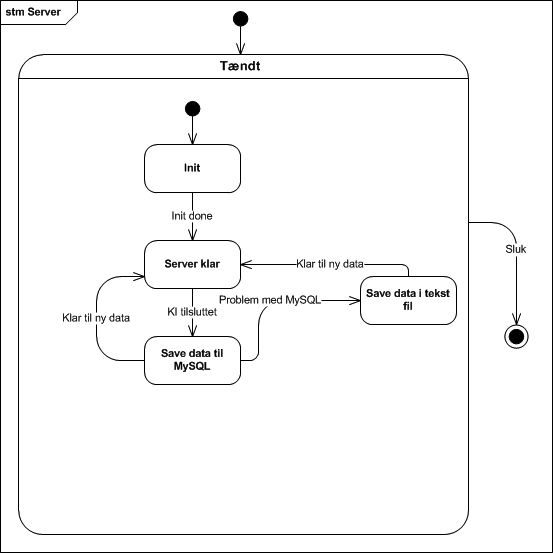 stm Server
Tændt
Init
Init done
Server klar
Klar til ny data
Sluk
Save data i tekst
fil
Problem med MySQL
KI tilsluttet
Klar til ny data
Save data til
MySQL